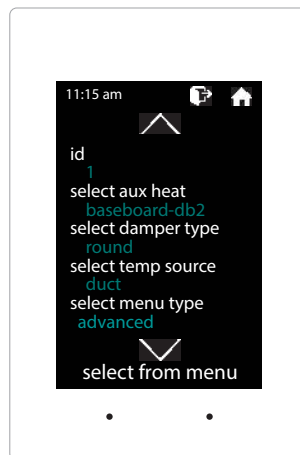 11:15 am
id
1
select aux heat
baseboard-db2
select damper type
round
select temp source
duct
select menu type
advanced
select from menu